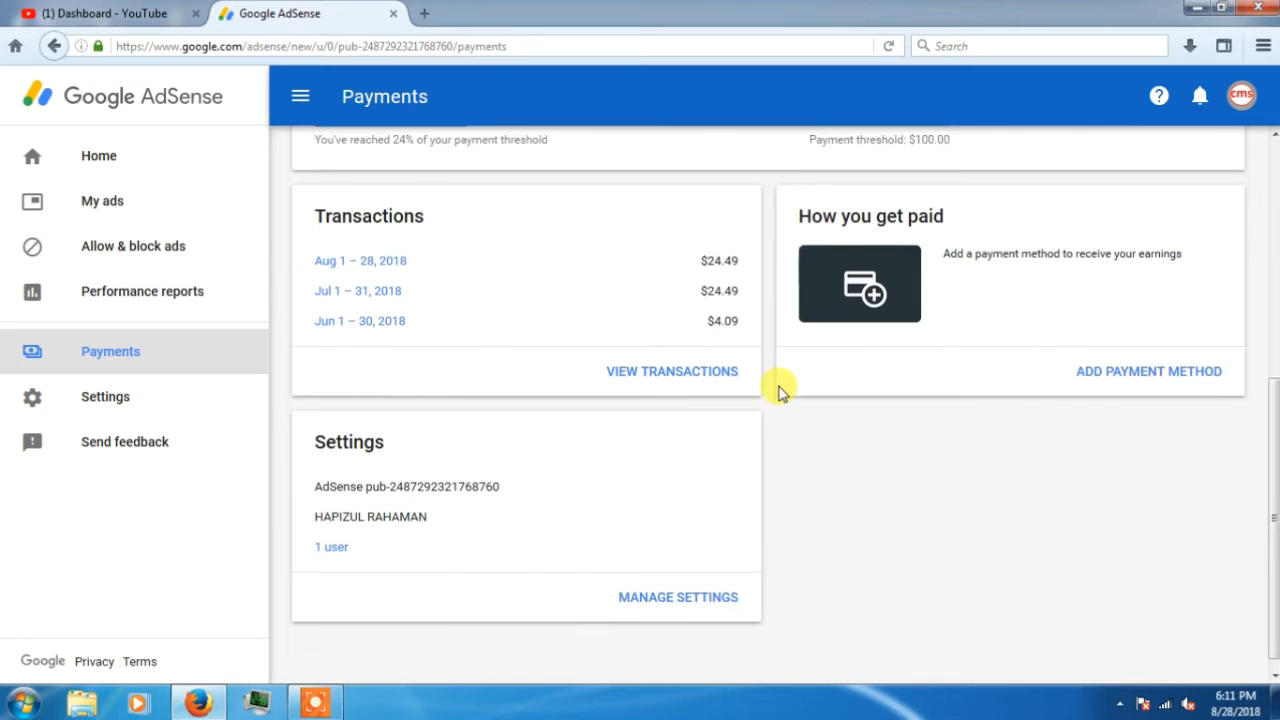 (1) Dashboard - YouTube
Google AdSense
https://www.google.com/adsense/new/u/0/pub-2487292321768760/payments
Search
Google AdSense
Payments
cms
Home
My ads
Allow & block ads
Performance reports
Payments
Settings
Send feedback
Google Privacy Terms
You've reached 24% of your payment threshold
Payment threshold: $100.00
Transactions
Aug 1 – 28, 2018 $24.49
Jul 1 – 31, 2018 $24.49
Jun 1 – 30, 2018 $4.09
VIEW TRANSACTIONS
How you get paid
Add a payment method to receive your earnings
ADD PAYMENT METHOD
Settings
AdSense pub-2487292321768760
HAPIZUL RAHAMAN
1 user
MANAGE SETTINGS
6:11 PM
8/28/2018